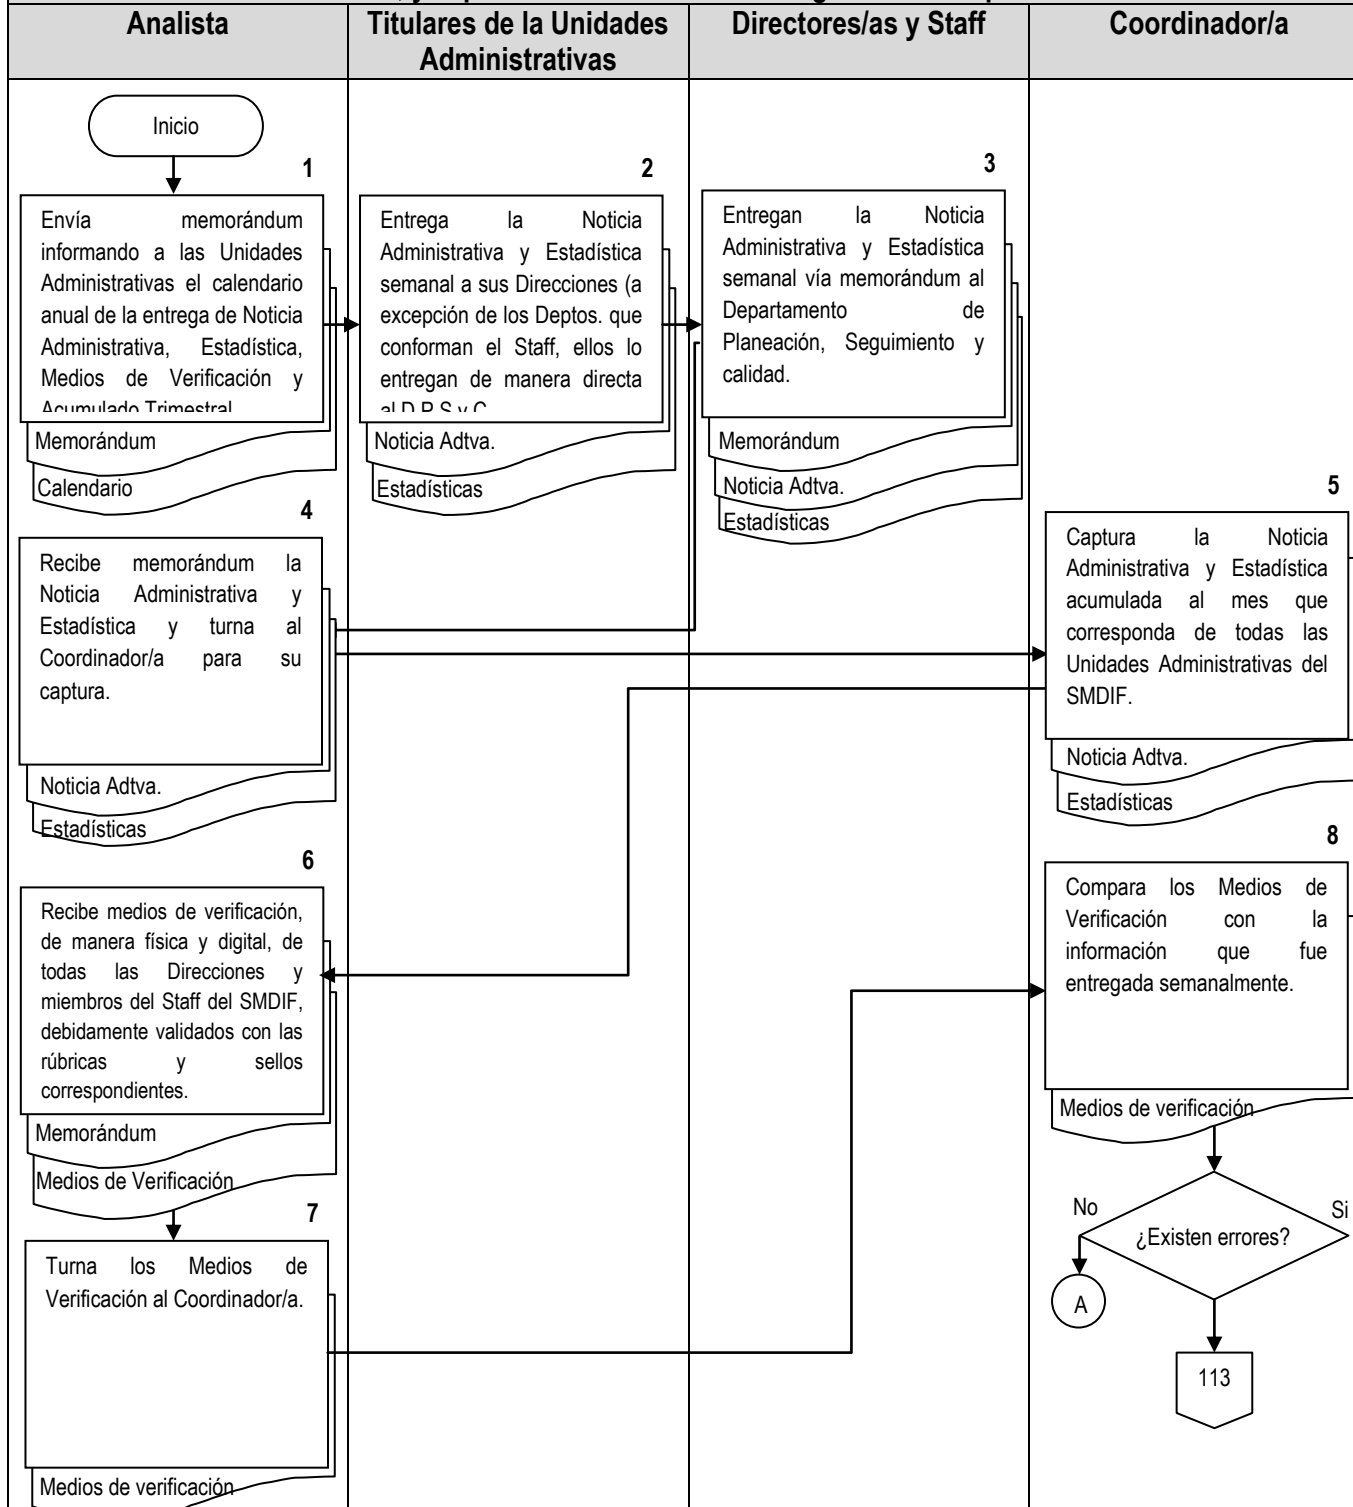 Analista
Titulares de la Unidades
Administrativas
Directores/as y Staff
Coordinador/a
Inicio
1
Envía memorándum
informando a las Unidades
Administrativas el calendario
anual de la entrega de Noticia
Administrativa, Estadística,
Medios de Verificación y
Acumulado Trimestral
Memorándum
Calendario
2
Entrega la Noticia
Administrativa y Estadística
semanal a sus Direcciones (a
excepción de los Deptos. que
conforman el Staff, ellos lo
entregan de manera directa
al D.P.S y C
Noticia Adtva.
Estadísticas
3
Entregan la Noticia
Administrativa y Estadística
semanal vía memorándum al
Departamento de
Planeación, Seguimiento y
calidad.
Memorándum
Noticia Adtva.
Estadísticas
4
Recibe memorándum la
Noticia Administrativa y
Estadística y turna al
Coordinador/a para su
captura.
Noticia Adtva.
Estadísticas
5
Captura la Noticia
Administrativa y Estadística
acumulada al mes que
corresponda de todas las
Unidades Administrativas del
SMDIF.
Noticia Adtva.
Estadísticas
6
Recibe medios de verificación,
de manera física y digital, de
todas las Direcciones y
miembros del Staff del SMDIF,
debidamente validados con las
rúbricas y sellos
correspondientes.
Memorándum
Medios de Verificación
7
Turna los Medios de
Verificación al Coordinador/a.
Medios de verificación
8
Compara los Medios de
Verificación con la
información que fue
entregada semanalmente.
Medios de verificación
No
Si
¿Existen errores?
A
113